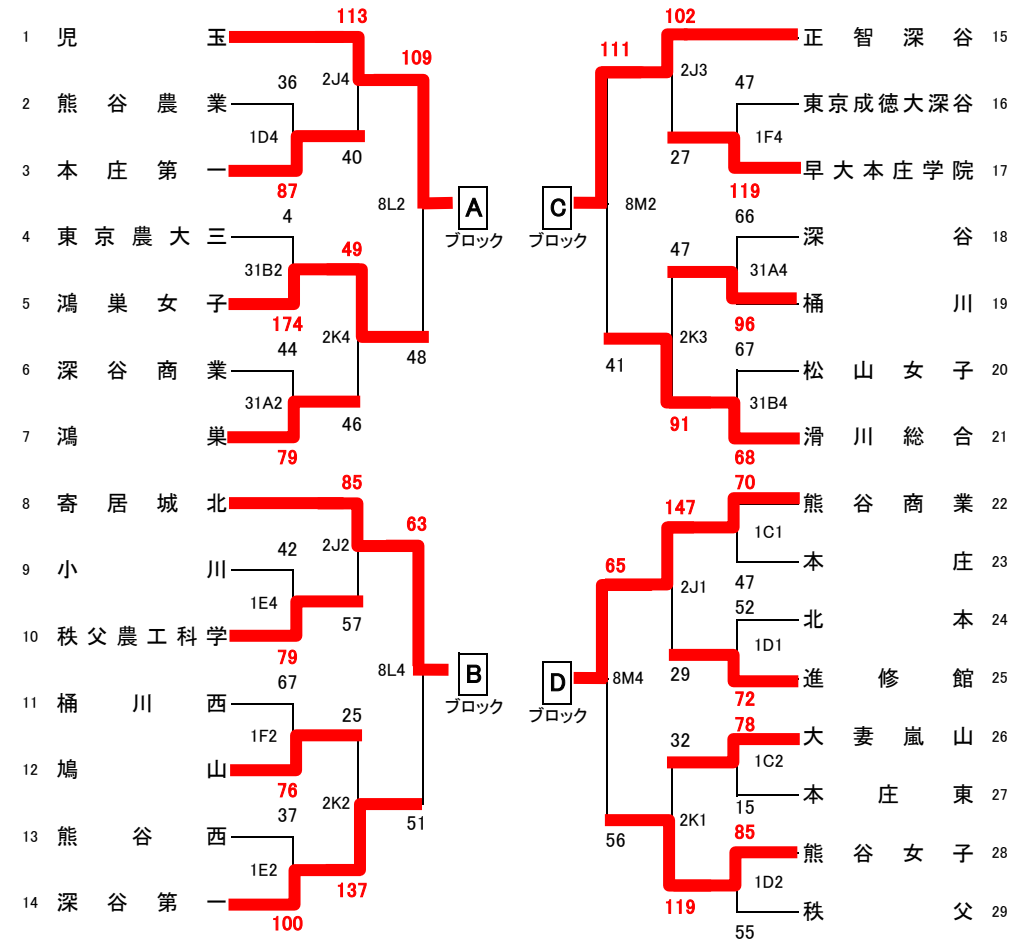 113
1 児玉
109
2J4
36
2 熊谷農業
1D4
40
3 本庄第一
87
8L2
A
ブロック
4
4 東京農大三
49
31B2
5 鴻巣女子
174
2K4
48
44
6 深谷商業
31A2
46
7 鴻巣
79
85
8 寄居城北
63
2J2
42
9 小川
1E4
57
10 秩父農工科学
79
8L4
B
ブロック
67
11 桶川西
25
1F2
12 鳩山
76
2K2
51
37
13 熊谷西
1E2
137
14 深谷第一
100
102
正智深谷 15
111
2J3
47
東京成徳大深谷 16
1F4
27
早大本庄学院 17
119
C
ブロック
8M2
66
深谷 18
47
31A4
桶川 19
96
2K3
41
67
松山女子 20
31B4
91
滑川総合 21
68
70
熊谷商業 22
147
1C1
本庄 23
65
2J1
47
52
北本 24
1D1
29
進修館 25
72
D
ブロック
8M4
78
大妻嵐山 26
32
1C2
本庄東 27
15
2K1
56
85
熊谷女子 28
1D2
119
秩父 29
55